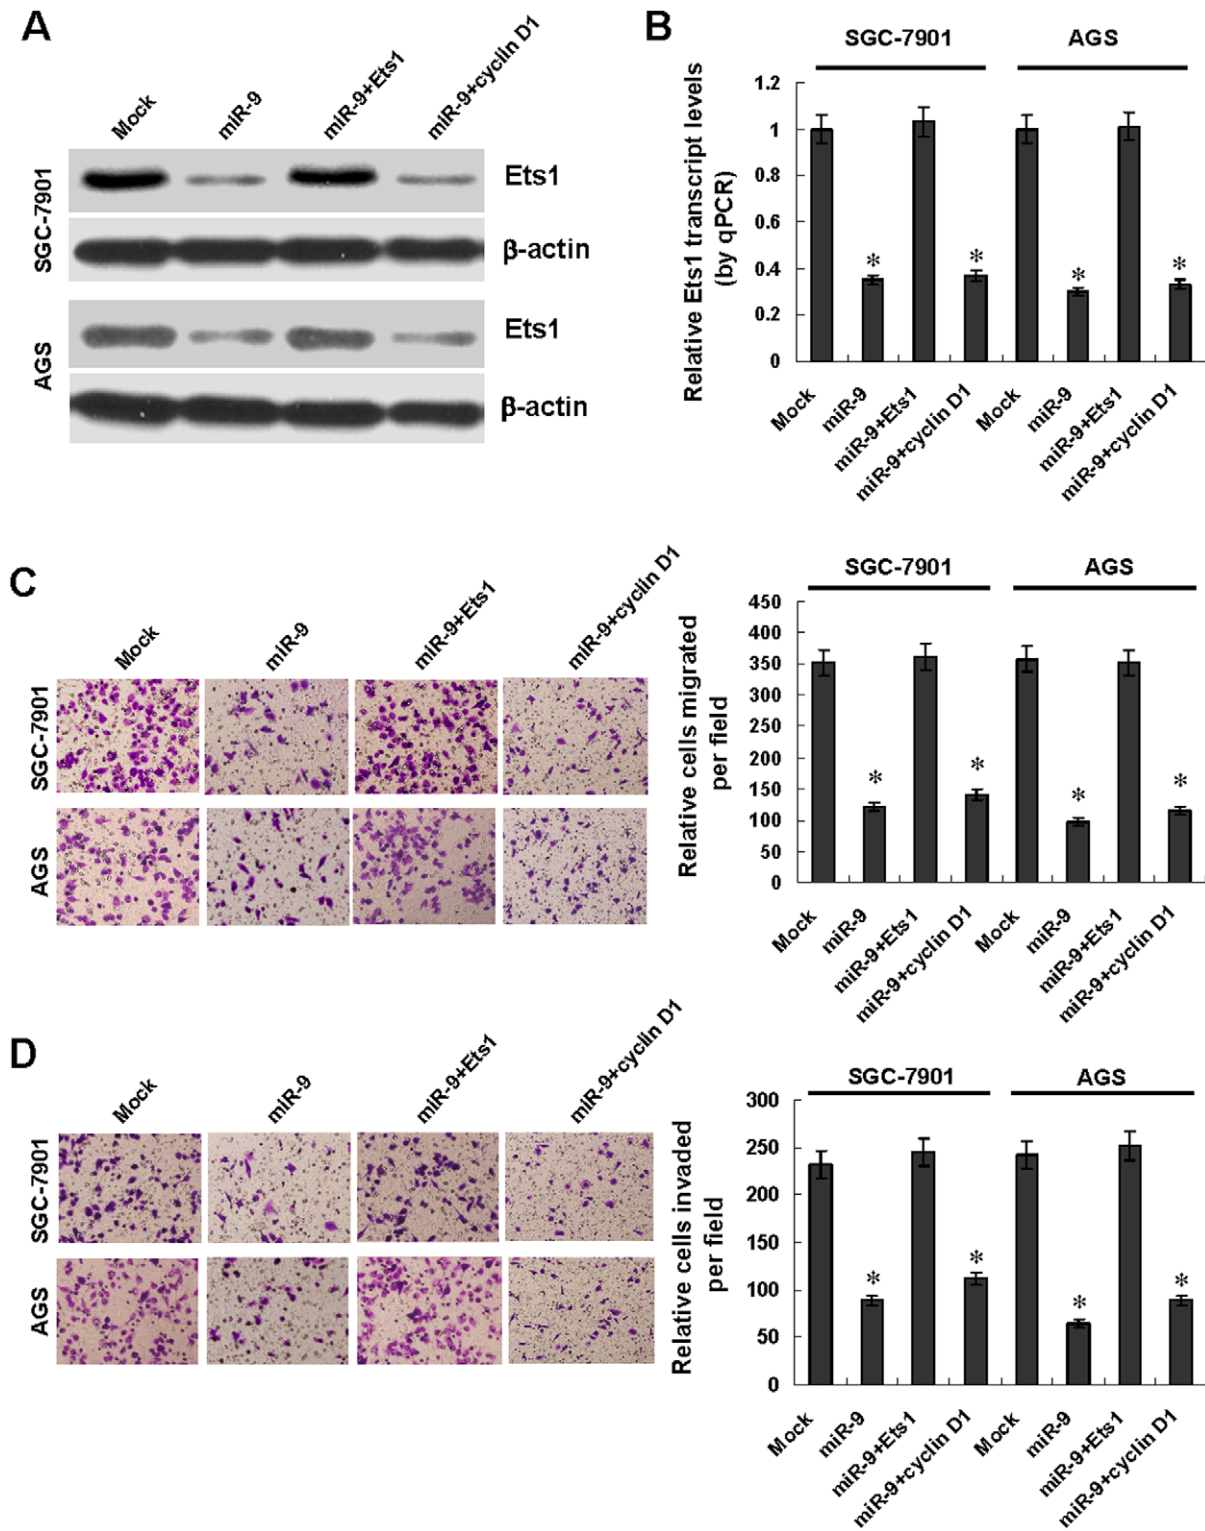 A
Mock
miR-9
miR-9+Ets1
miR-9+cyclin D1
SGC-7901
Ets1
β-actin
AGS
Ets1
β-actin
B
SGC-7901
AGS
Relative Ets1 transcript levels
(by qPCR)
1.2
1
0.8
0.6
0.4
0.2
0
*
*
*
*
Mock
miR-9
miR-9+Ets1
miR-9+cyclin D1
Mock
miR-9
miR-9+Ets1
miR-9+cyclin D1
C
Mock
miR-9
miR-9+Ets1
miR-9+cyclin D1
SGC-7901
AGS
SGC-7901
AGS
Relative cells migrated
per field
450
400
350
300
250
200
150
100
50
0
*
*
*
*
Mock
miR-9
miR-9+Ets1
miR-9+cyclin D1
Mock
miR-9
miR-9+Ets1
miR-9+cyclin D1
D
Mock
miR-9
miR-9+Ets1
miR-9+cyclin D1
SGC-7901
AGS
SGC-7901
AGS
Relative cells invaded
per field
300
250
200
150
100
50
0
*
*
*
*
Mock
miR-9
miR-9+Ets1
miR-9+cyclin D1
Mock
miR-9
miR-9+Ets1
miR-9+cyclin D1